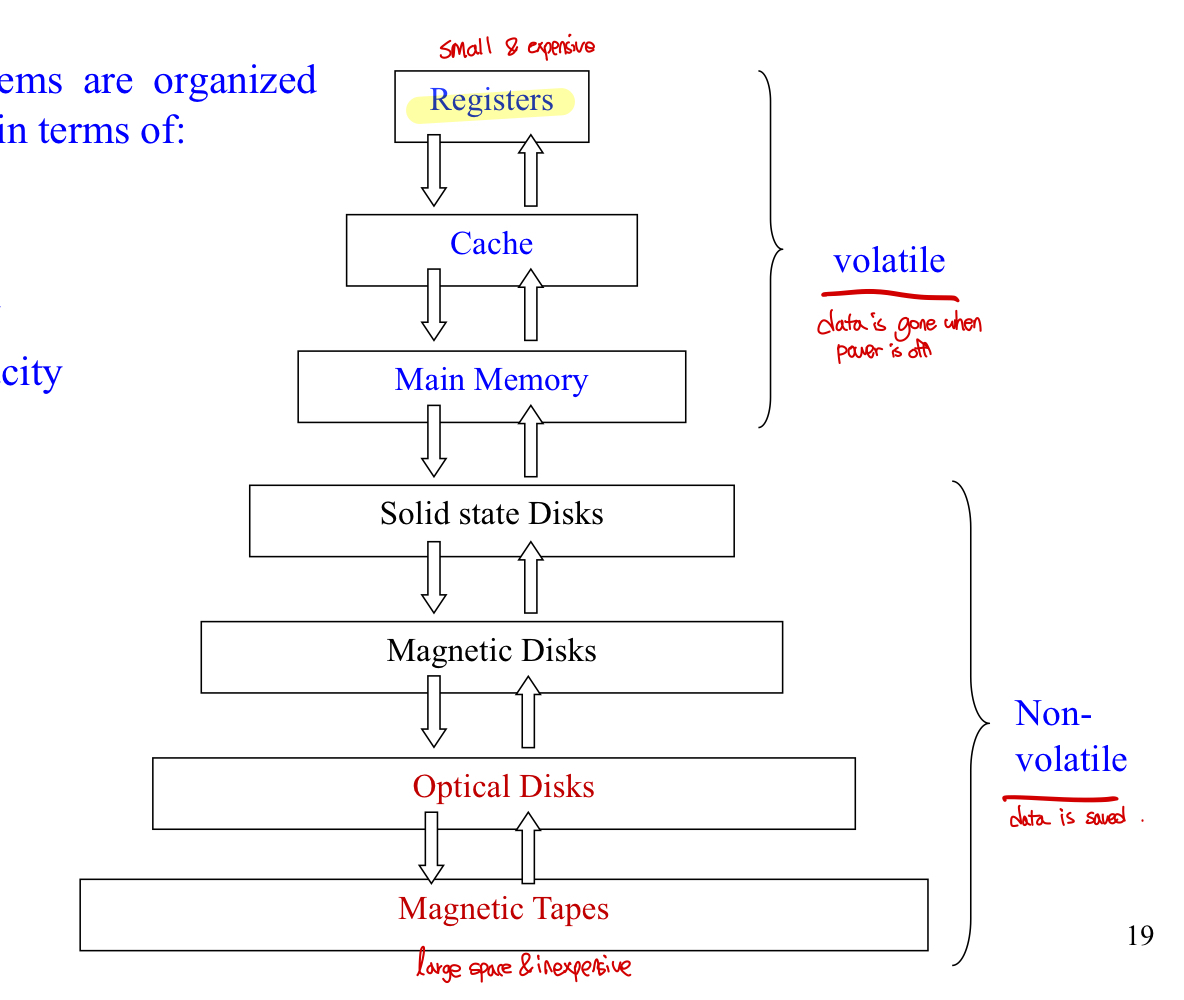 small & expensive
ems are organized
in terms of:
Registers
Cache
volatile
data is gone when
power is off
city
Main Memory
Solid state Disks
Magnetic Disks
Non-
volatile
data is saved.
Optical Disks
Magnetic Tapes
large space & inexpensive
19